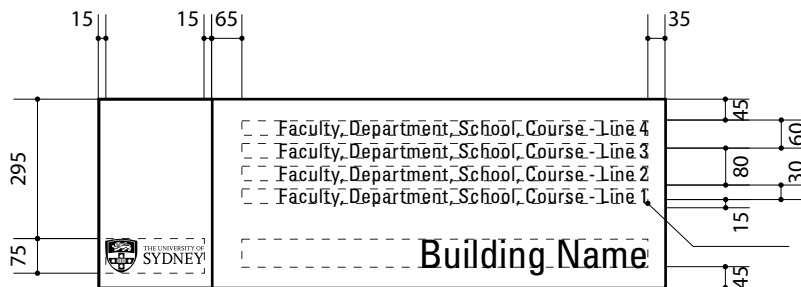 15 15 65 35
45
Faculty, Department, School, Course - Line 4
60
Faculty, Department, School, Course - Line 3
295
80
Faculty, Department, School, Course - Line 2
30
Faculty, Department, School, Course - Line 1
15
THE UNIVERSITY OF
SYDNEY
75
Building Name
45